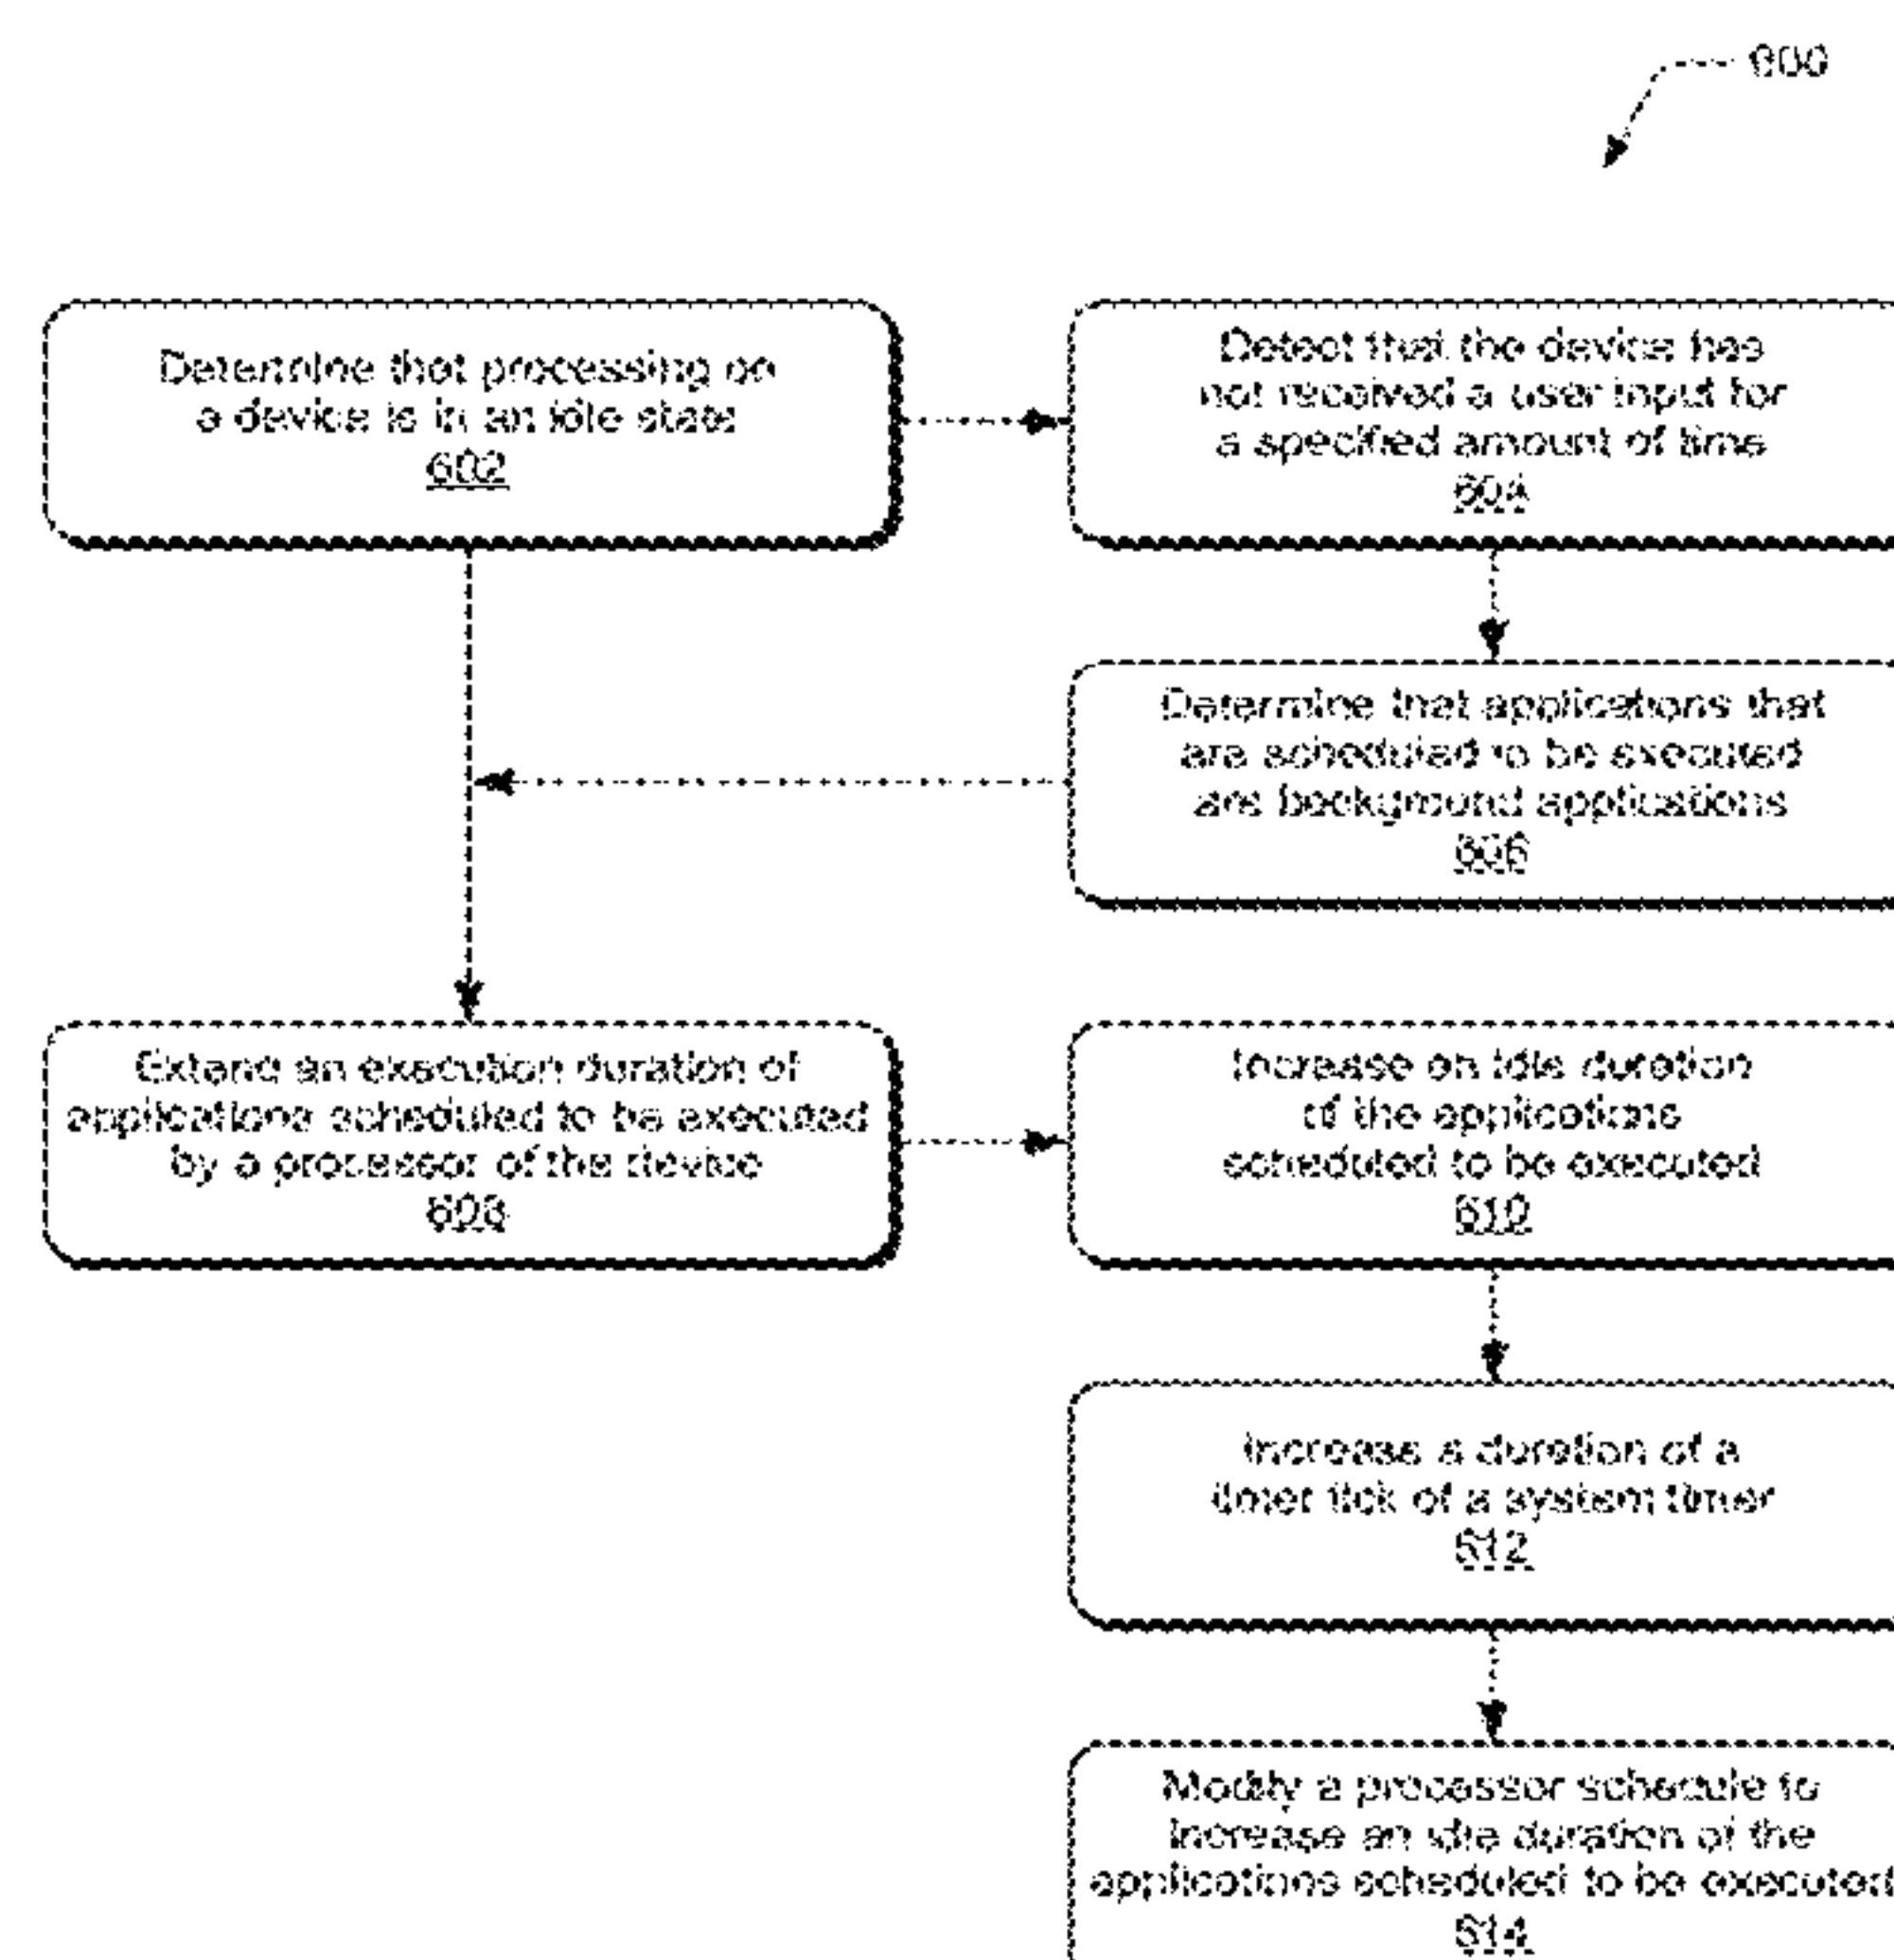 600
Determine that processing on
a device is in an idle state
602
Detect that the device has
not received a user input for
a specified amount of time
604
Determine that applications that
are scheduled to be executed
are background applications
606
Extend an execution duration of
applications scheduled to be executed
by a processor of the device
608
Increase an idle duration
of the applications
scheduled to be executed
610
Increase a duration of a
timer tick of a system timer
612
Modify a processor schedule to
increase an idle duration of the
applications scheduled to be executed
614